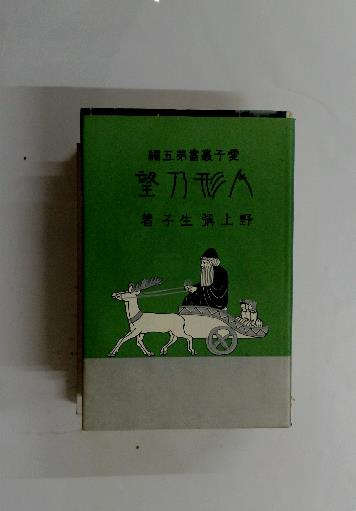 愛子叢書第五編
人形乃望
野上彌生子著